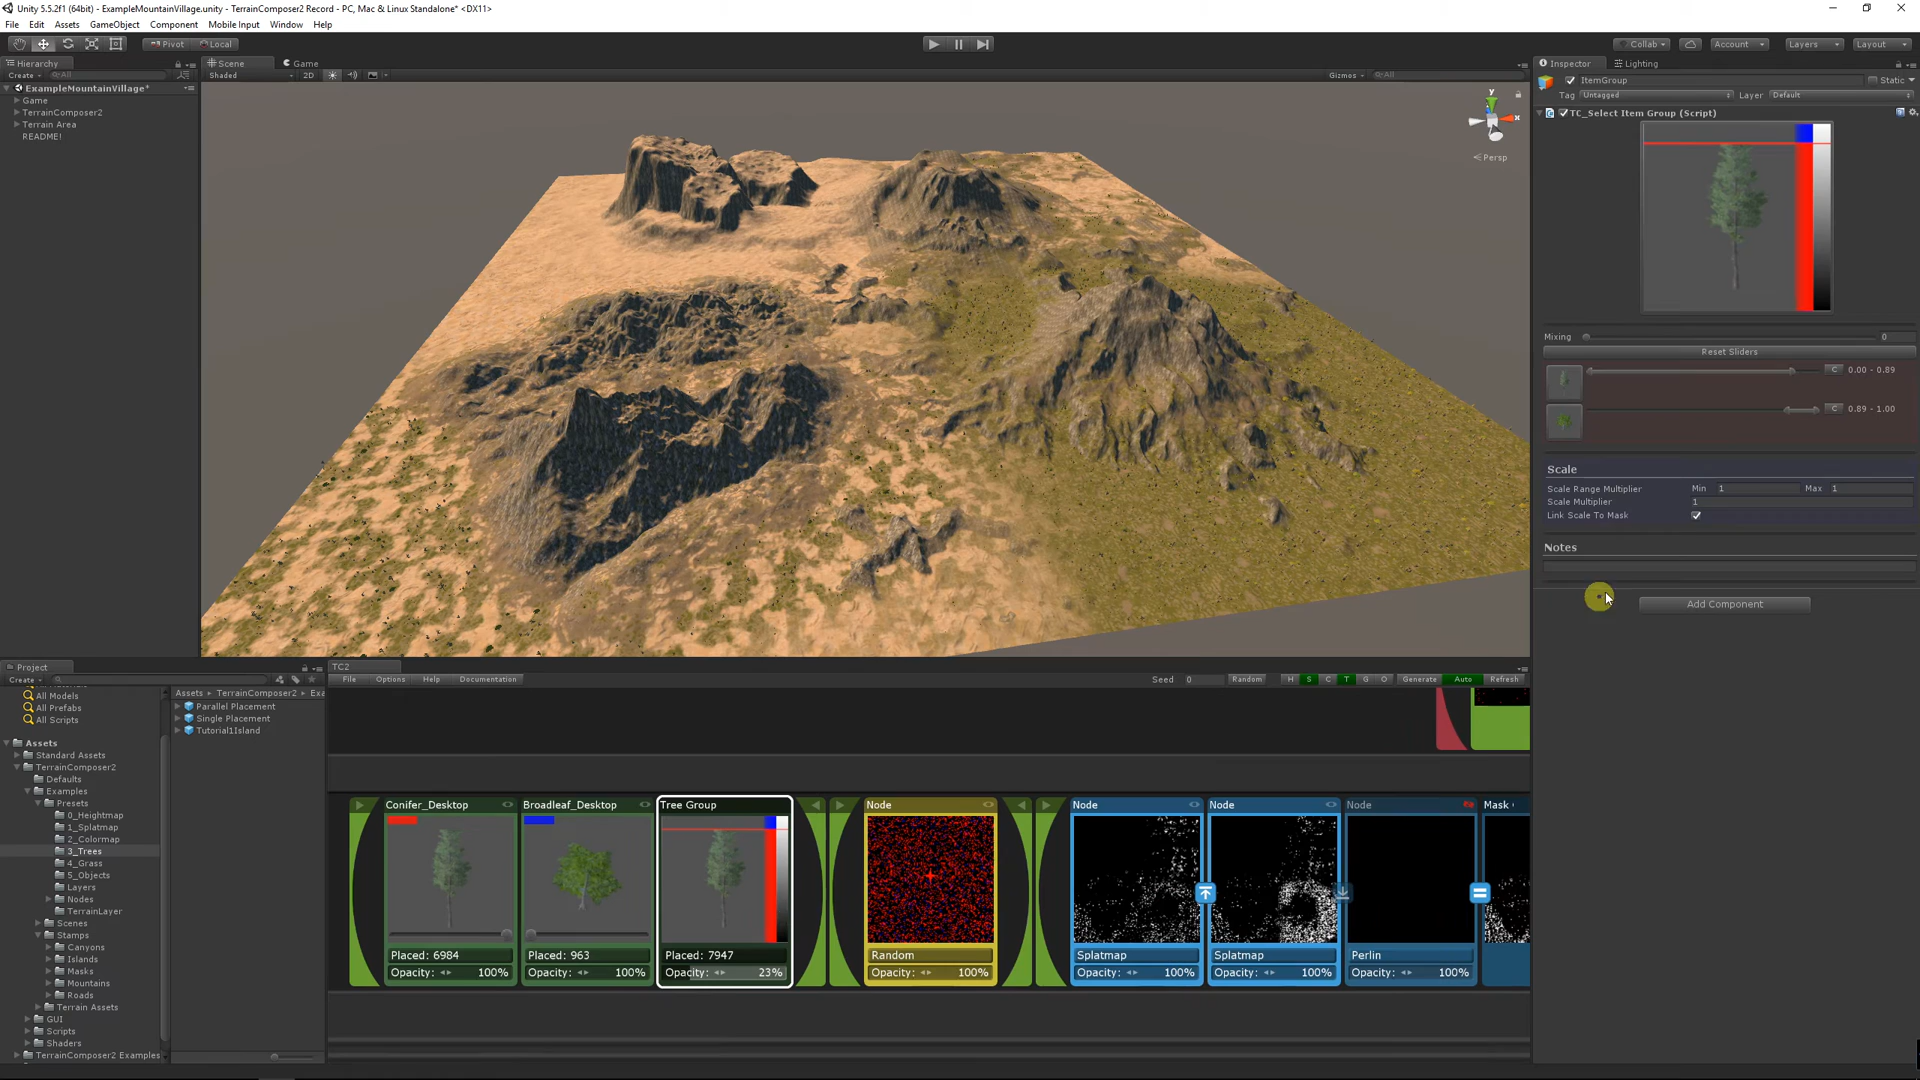 Unity 5.5.2f1 (64bit) - ExampleMountainVillage.unity - TerrainComposer2 Record - PC, Mac & Linux Standalone* <DX11>
File Edit Assets GameObject Component Mobile Input Window Help
Pivot Local
Collab Account Layers Layout
Hierarchy
Create All
ExampleMountainVillage*
Game
TerrainComposer2
Terrain Area
README!
Scene Game
Shaded 2D Gizmos All
y
x
Persp
Inspector Lighting
ItemGroup Static
Tag Untagged Layer Default
TC_Select Item Group (Script)
Mixing 0
Reset Sliders
C 0.00 - 0.89
C 0.89 - 1.00
Scale
Scale Range Multiplier Min 1 Max 1
Scale Multiplier 1
Link Scale To Mask
Notes
Add Component
Project
Create
All Models
All Prefabs
All Scripts
Assets
Standard Assets
TerrainComposer2
Defaults
Examples
Presets
0_Heightmap
1_Splatmap
2_Colormap
3_Trees
4_Grass
5_Objects
Layers
Nodes
TerrainLayer
Scenes
Stamps
Canyons
Islands
Masks
Mountains
Roads
Terrain Assets
GUI
Scripts
Shaders
TerrainComposer2 Examples
Assets TerrainComposer2 Exa
Parallel Placement
Single Placement
Tutorial1Island
TC2
File Options Help Documentation
Seed 0 Random H S C T G O Generate Auto Refresh
Conifer_Desktop
Placed: 6984
Opacity: 100%
Broadleaf_Desktop
Placed: 963
Opacity: 100%
Tree Group
Placed: 7947
Opacity: 23%
Node
Random
Opacity: 100%
Node
Splatmap
Opacity: 100%
Node
Splatmap
Opacity: 100%
Node
Perlin
Opacity: 100%
Mask